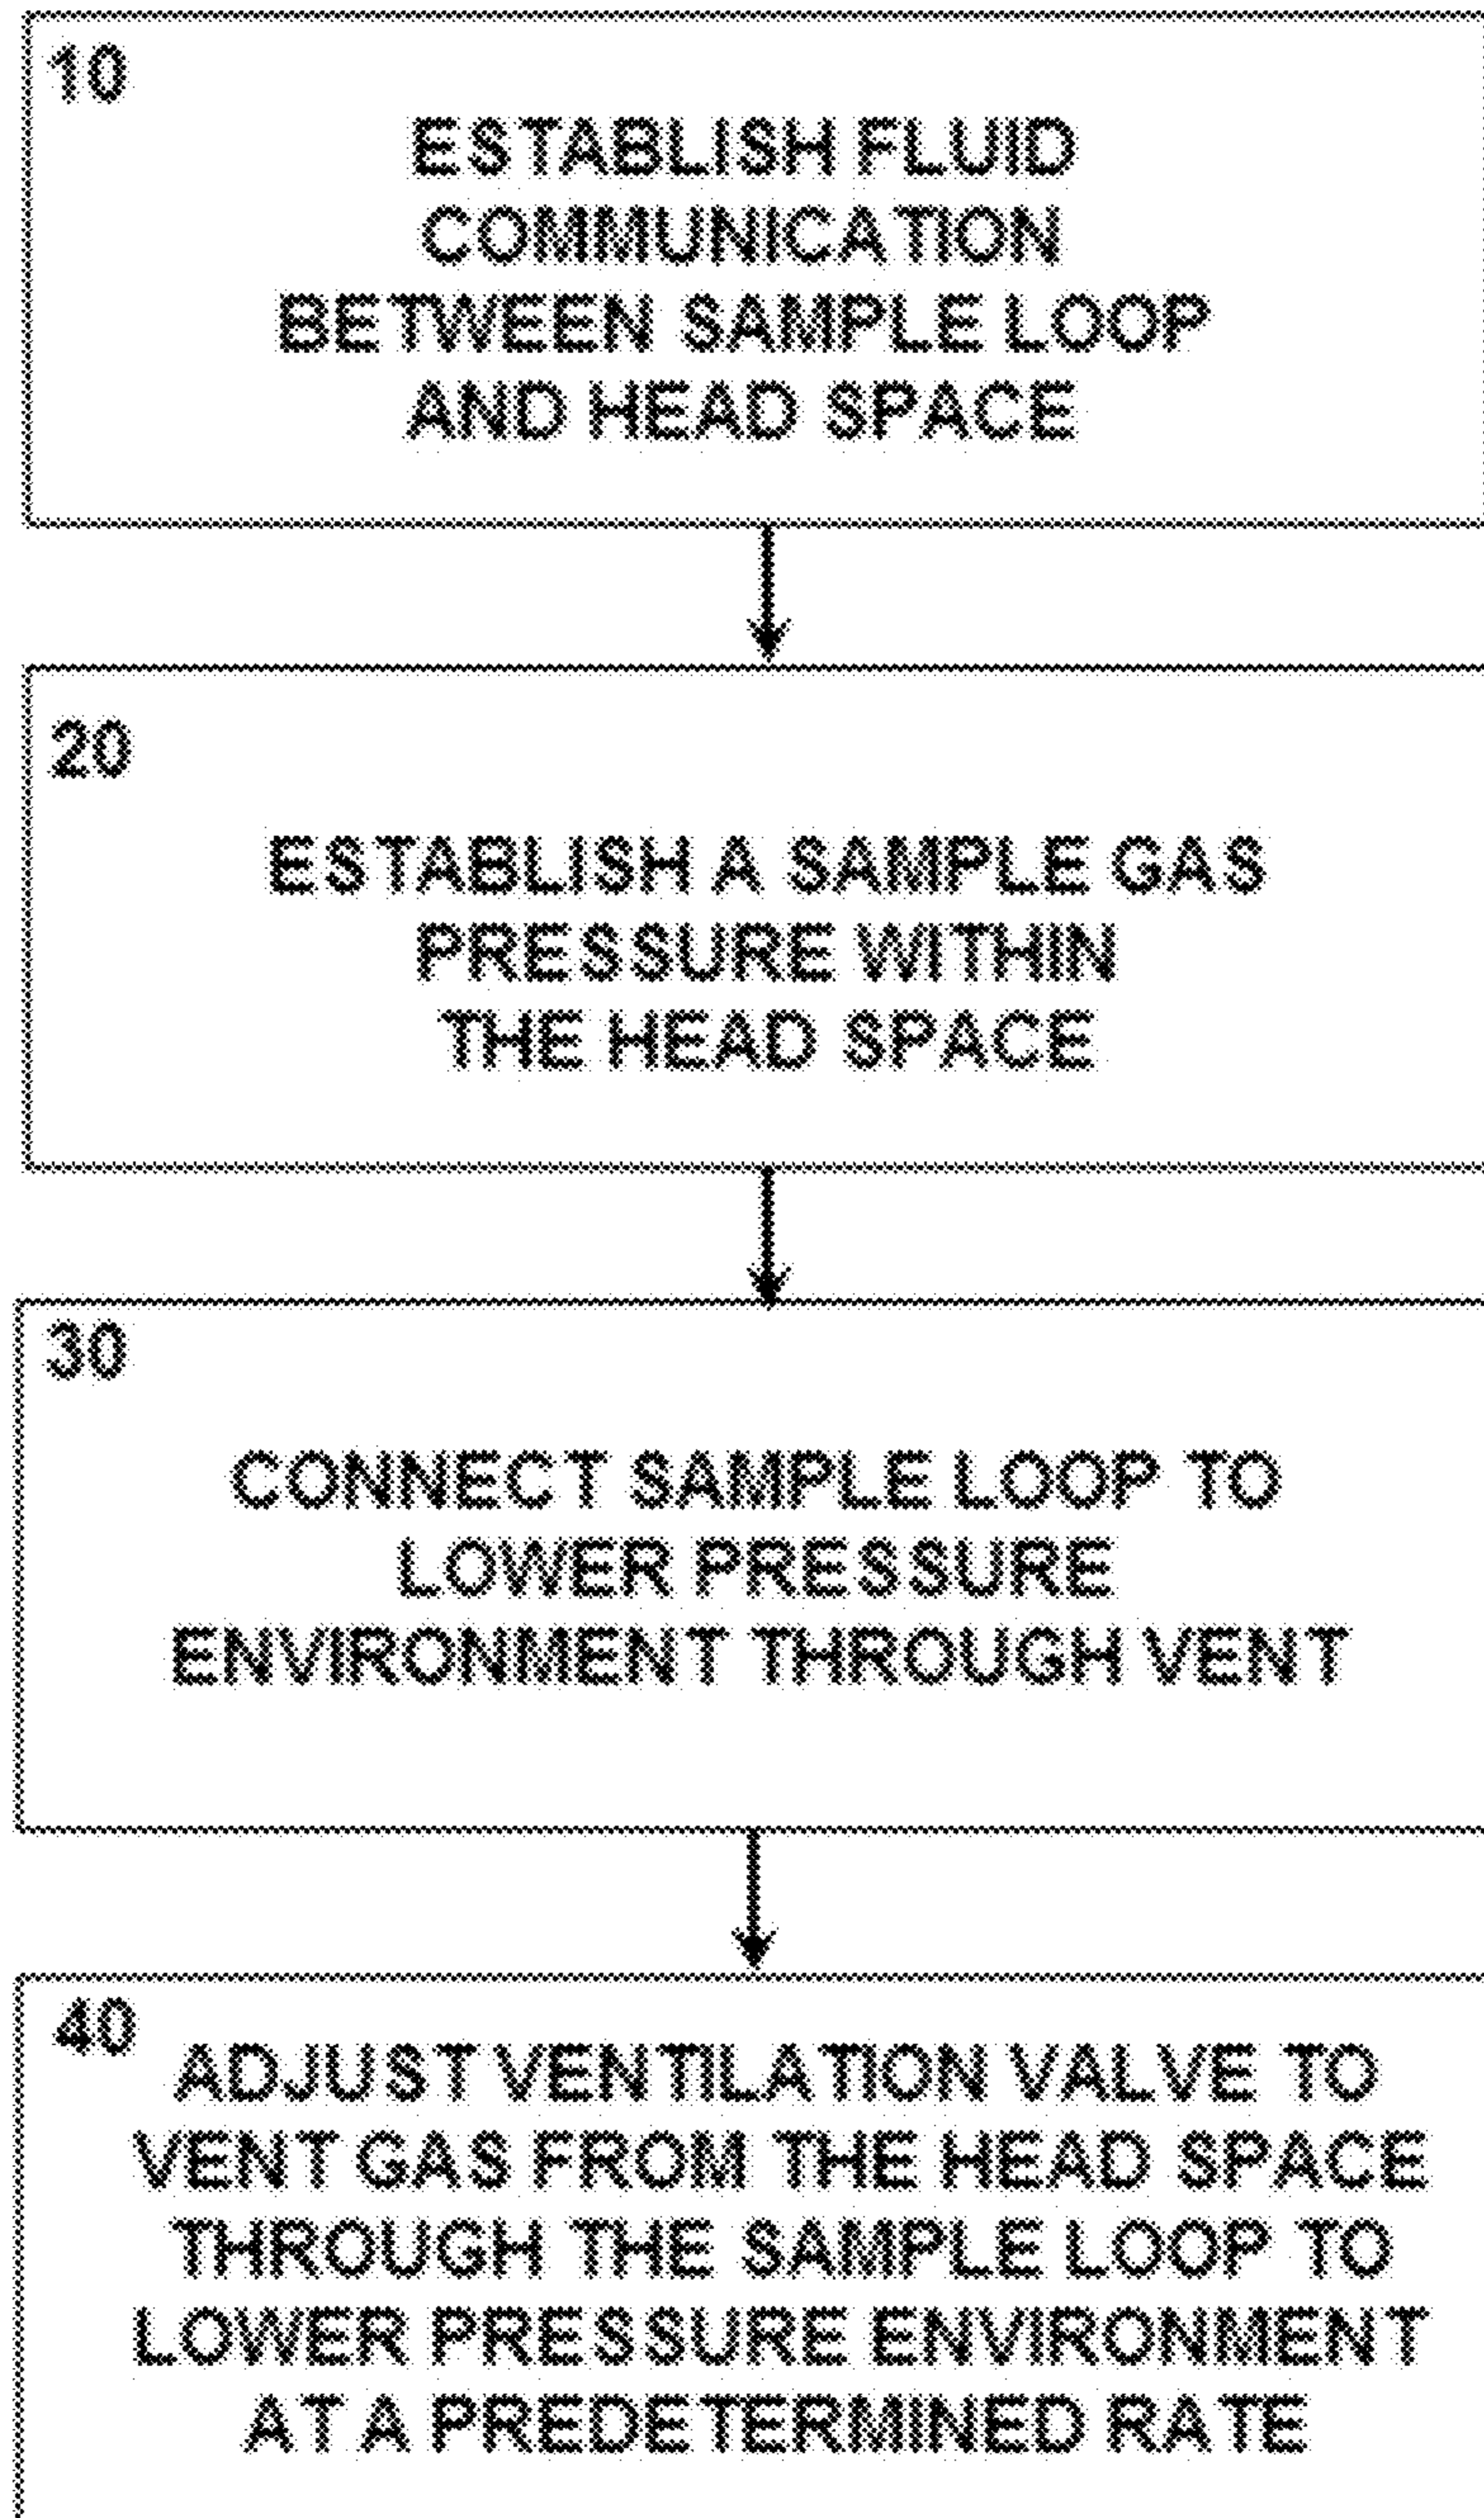 10
ESTABLISH FLUID
COMMUNICATION
BETWEEN SAMPLE LOOP
AND HEAD SPACE
20
ESTABLISH A SAMPLE GAS
PRESSURE WITHIN
THE HEAD SPACE
30
CONNECT SAMPLE LOOP TO
LOWER PRESSURE
ENVIRONMENT THROUGH VENT
40
ADJUST VENTILATION VALVE TO
VENT GAS FROM THE HEAD SPACE
THROUGH THE SAMPLE LOOP TO
LOWER PRESSURE ENVIRONMENT
AT A PREDETERMINED RATE